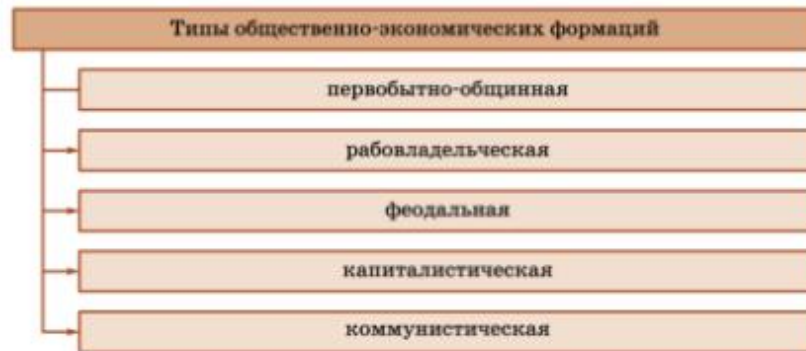 Типы общественно-экономических формаций
первобытно-общинная
рабовладельческая
феодальная
капиталистическая
коммунистическая